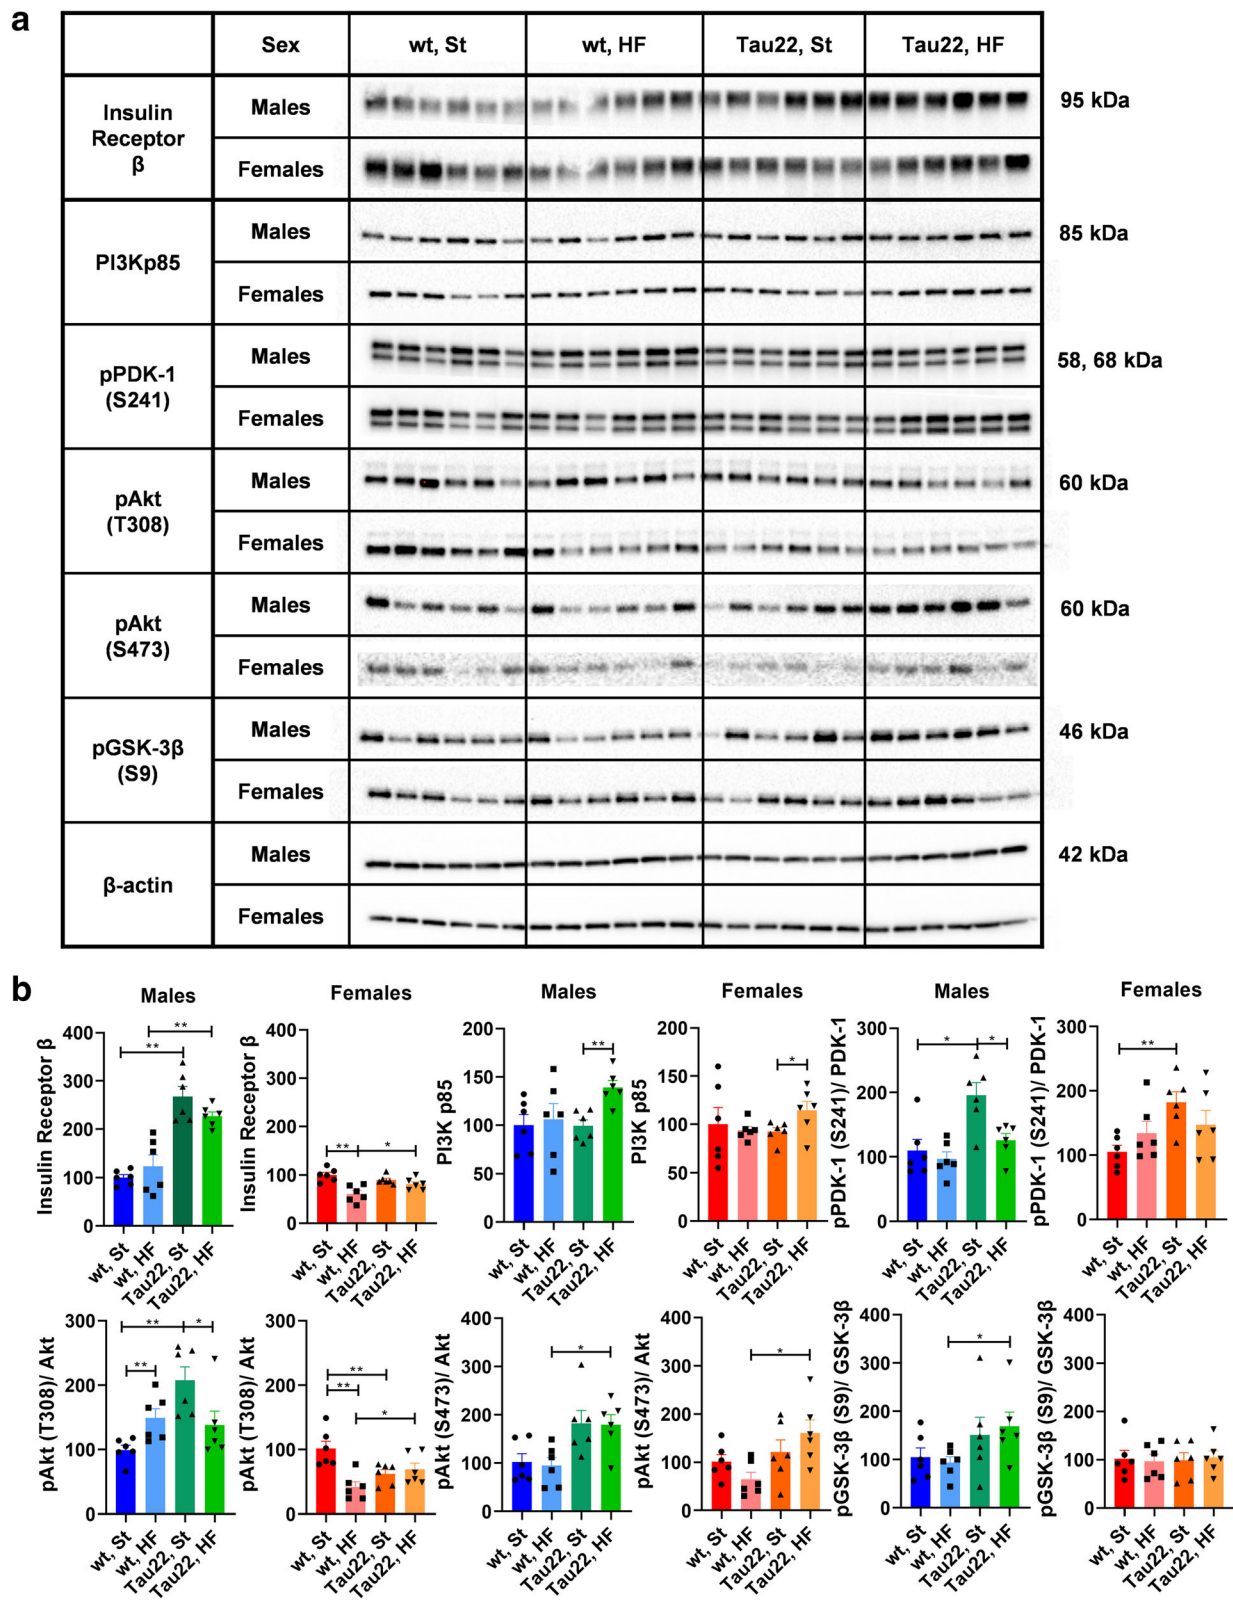 a
Sex wt, St wt, HF Tau22, St Tau22, HF
Insulin
Receptor
β
Males
95 kDa
Females
PI3Kp85
Males
85 kDa
Females
pPDK-1
(S241)
Males
58, 68 kDa
Females
pAkt
(T308)
Males
60 kDa
Females
pAkt
(S473)
Males
60 kDa
Females
pGSK-3β
(S9)
Males
46 kDa
Females
β-actin
Males
42 kDa
Females
b
Males
Insulin Receptor β
400
300
200
100
0
**
**
wt, St
wt, HF
Tau22, St
Tau22, HF
Females
Insulin Receptor β
400
300
200
100
0
**
*
wt, St
wt, HF
Tau22, St
Tau22, HF
Males
PI3K p85
200
150
100
50
0
**
wt, St
wt, HF
Tau22, St
Tau22, HF
Females
PI3K p85
200
150
100
50
0
*
wt, St
wt, HF
Tau22, St
Tau22, HF
Males
pPDK-1 (S241)/ PDK-1
300
200
100
0
*
*
wt, St
wt, HF
Tau22, St
Tau22, HF
Females
pPDK-1 (S241)/ PDK-1
300
200
100
0
**
wt, St
wt, HF
Tau22, St
Tau22, HF
pAkt (T308)/ Akt
300
200
100
0
**
*
**
wt, St
wt, HF
Tau22, St
Tau22, HF
pAkt (T308)/ Akt
300
200
100
0
**
**
*
wt, St
wt, HF
Tau22, St
Tau22, HF
pAkt (S473)/ Akt
400
300
200
100
0
*
wt, St
wt, HF
Tau22, St
Tau22, HF
pAkt (S473)/ Akt
400
300
200
100
0
*
wt, St
wt, HF
Tau22, St
Tau22, HF
pGSK-3β (S9)/ GSK-3β
400
300
200
100
0
*
wt, St
wt, HF
Tau22, St
Tau22, HF
pGSK-3β (S9)/ GSK-3β
400
300
200
100
0
wt, St
wt, HF
Tau22, St
Tau22, HF